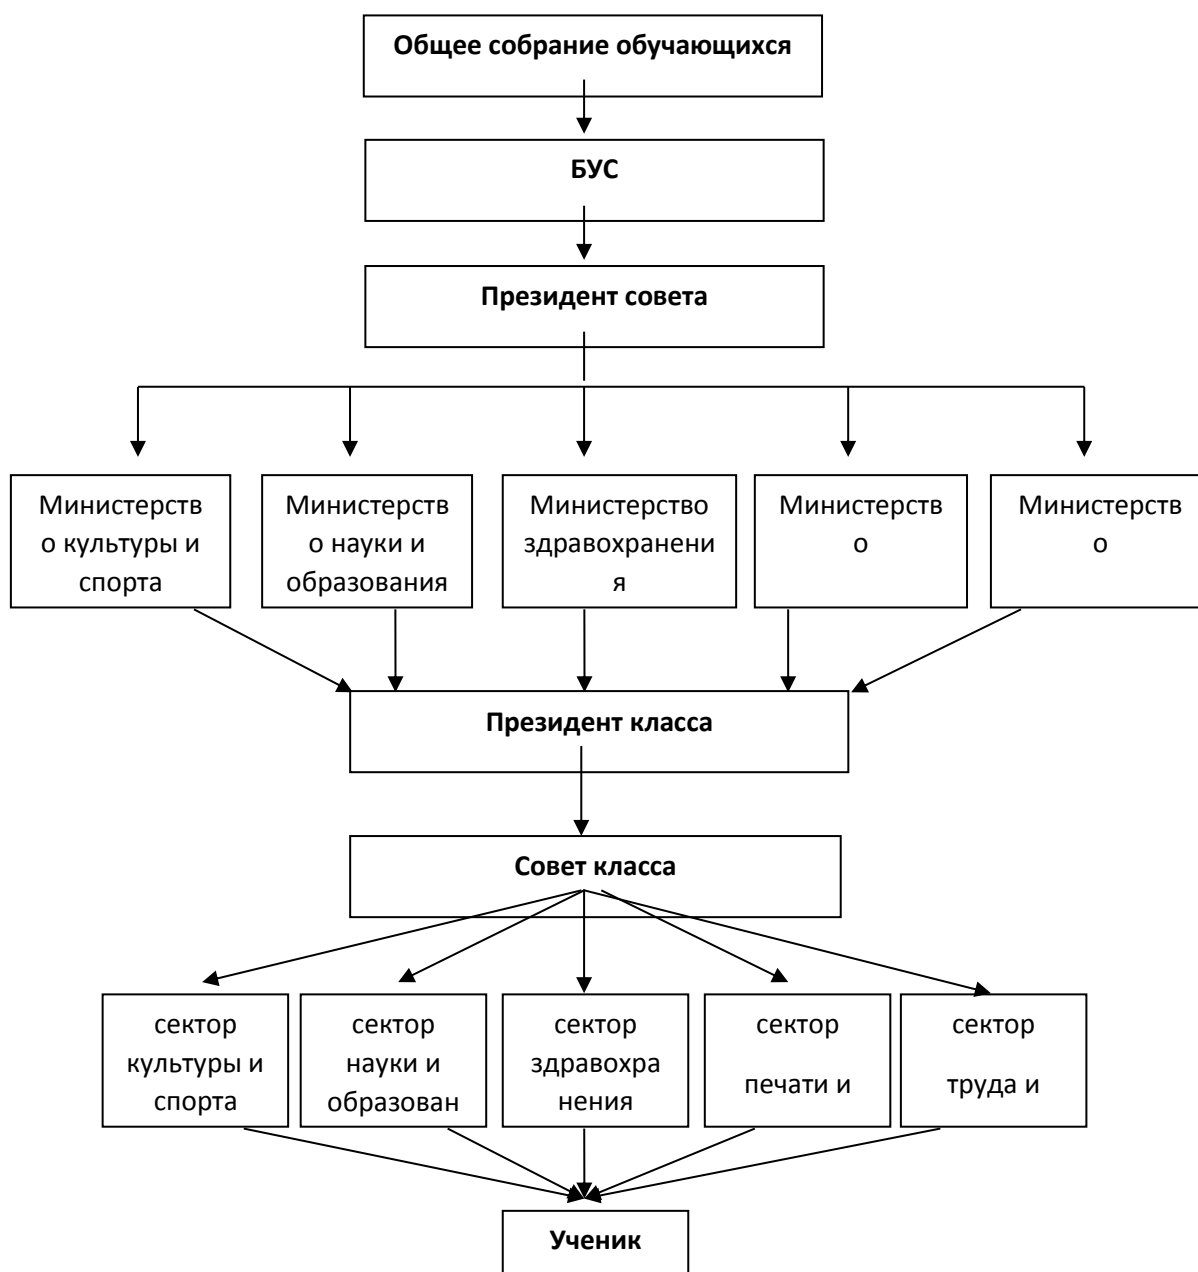 Общее собрание обучающихся
БУС
Президент совета
Министерств
о культуры и
спорта
Министерств
о науки и
образования
Министерство
здравохранени
я
Министерств
о
Министерств
о
Президент класса
Совет класса
сектор
культуры и
спорта
сектор
науки и
образован
сектор
здравохра
нения
сектор
печати и
сектор
труда и
Ученик